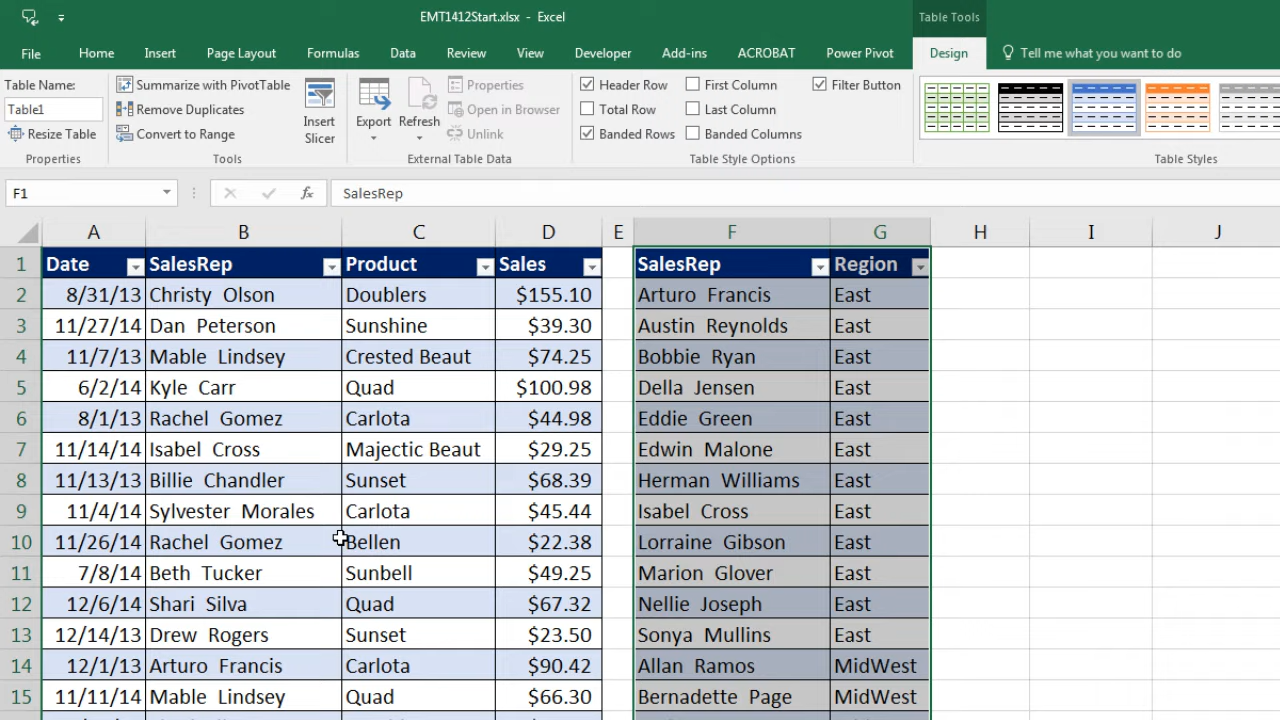 EMT1412Start.xlsx - Excel
Table Tools
File Home Insert Page Layout Formulas Data Review View Developer Add-ins ACROBAT Power Pivot Design Tell me what you want to do
Table Name:
Table1
Resize Table
Properties
Summarize with PivotTable
Remove Duplicates
Convert to Range
Tools
Insert
Slicer
Export
Refresh
Properties
Open in Browser
Unlink
External Table Data
Header Row First Column Filter Button
Total Row Last Column
Banded Rows Banded Columns
Table Style Options
Table Styles
F1 fx SalesRep
A B C D E F G H I J
1 Date SalesRep Product Sales SalesRep Region
2 8/31/13 Christy Olson Doublers $155.10 Arturo Francis East
3 11/27/14 Dan Peterson Sunshine $39.30 Austin Reynolds East
4 11/7/13 Mable Lindsey Crested Beaut $74.25 Bobbie Ryan East
5 6/2/14 Kyle Carr Quad $100.98 Della Jensen East
6 8/1/13 Rachel Gomez Carlota $44.98 Eddie Green East
7 11/14/14 Isabel Cross Majectic Beaut $29.25 Edwin Malone East
8 11/13/13 Billie Chandler Sunset $68.39 Herman Williams East
9 11/4/14 Sylvester Morales Carlota $45.44 Isabel Cross East
10 11/26/14 Rachel Gomez Bellen $22.38 Lorraine Gibson East
11 7/8/14 Beth Tucker Sunbell $49.25 Marion Glover East
12 12/6/14 Shari Silva Quad $67.32 Nellie Joseph East
13 12/14/13 Drew Rogers Sunset $23.50 Sonya Mullins East
14 12/1/13 Arturo Francis Carlota $90.42 Allan Ramos MidWest
15 11/11/14 Mable Lindsey Quad $66.30 Bernadette Page MidWest